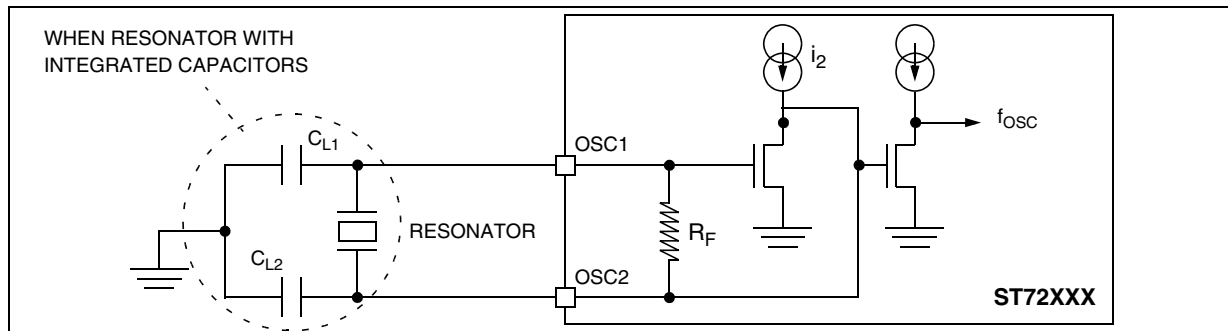 WHEN RESONATOR WITH
INTEGRATED CAPACITORS
i2
fOSC
CL1
OSC1
RESONATOR
RF
CL2
OSC2
ST72XXX